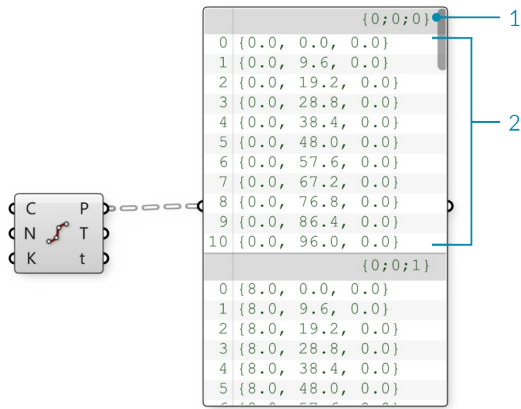 {0;0;0}
1
0 {0.0, 0.0, 0.0}
1 {0.0, 9.6, 0.0}
2 {0.0, 19.2, 0.0}
3 {0.0, 28.8, 0.0}
4 {0.0, 38.4, 0.0}
5 {0.0, 48.0, 0.0}
6 {0.0, 57.6, 0.0}
7 {0.0, 67.2, 0.0}
8 {0.0, 76.8, 0.0}
9 {0.0, 86.4, 0.0}
10 {0.0, 96.0, 0.0}
2
C P
N T
K t
{0;0;1}
0 {8.0, 0.0, 0.0}
1 {8.0, 9.6, 0.0}
2 {8.0, 19.2, 0.0}
3 {8.0, 28.8, 0.0}
4 {8.0, 38.4, 0.0}
5 {8.0, 48.0, 0.0}